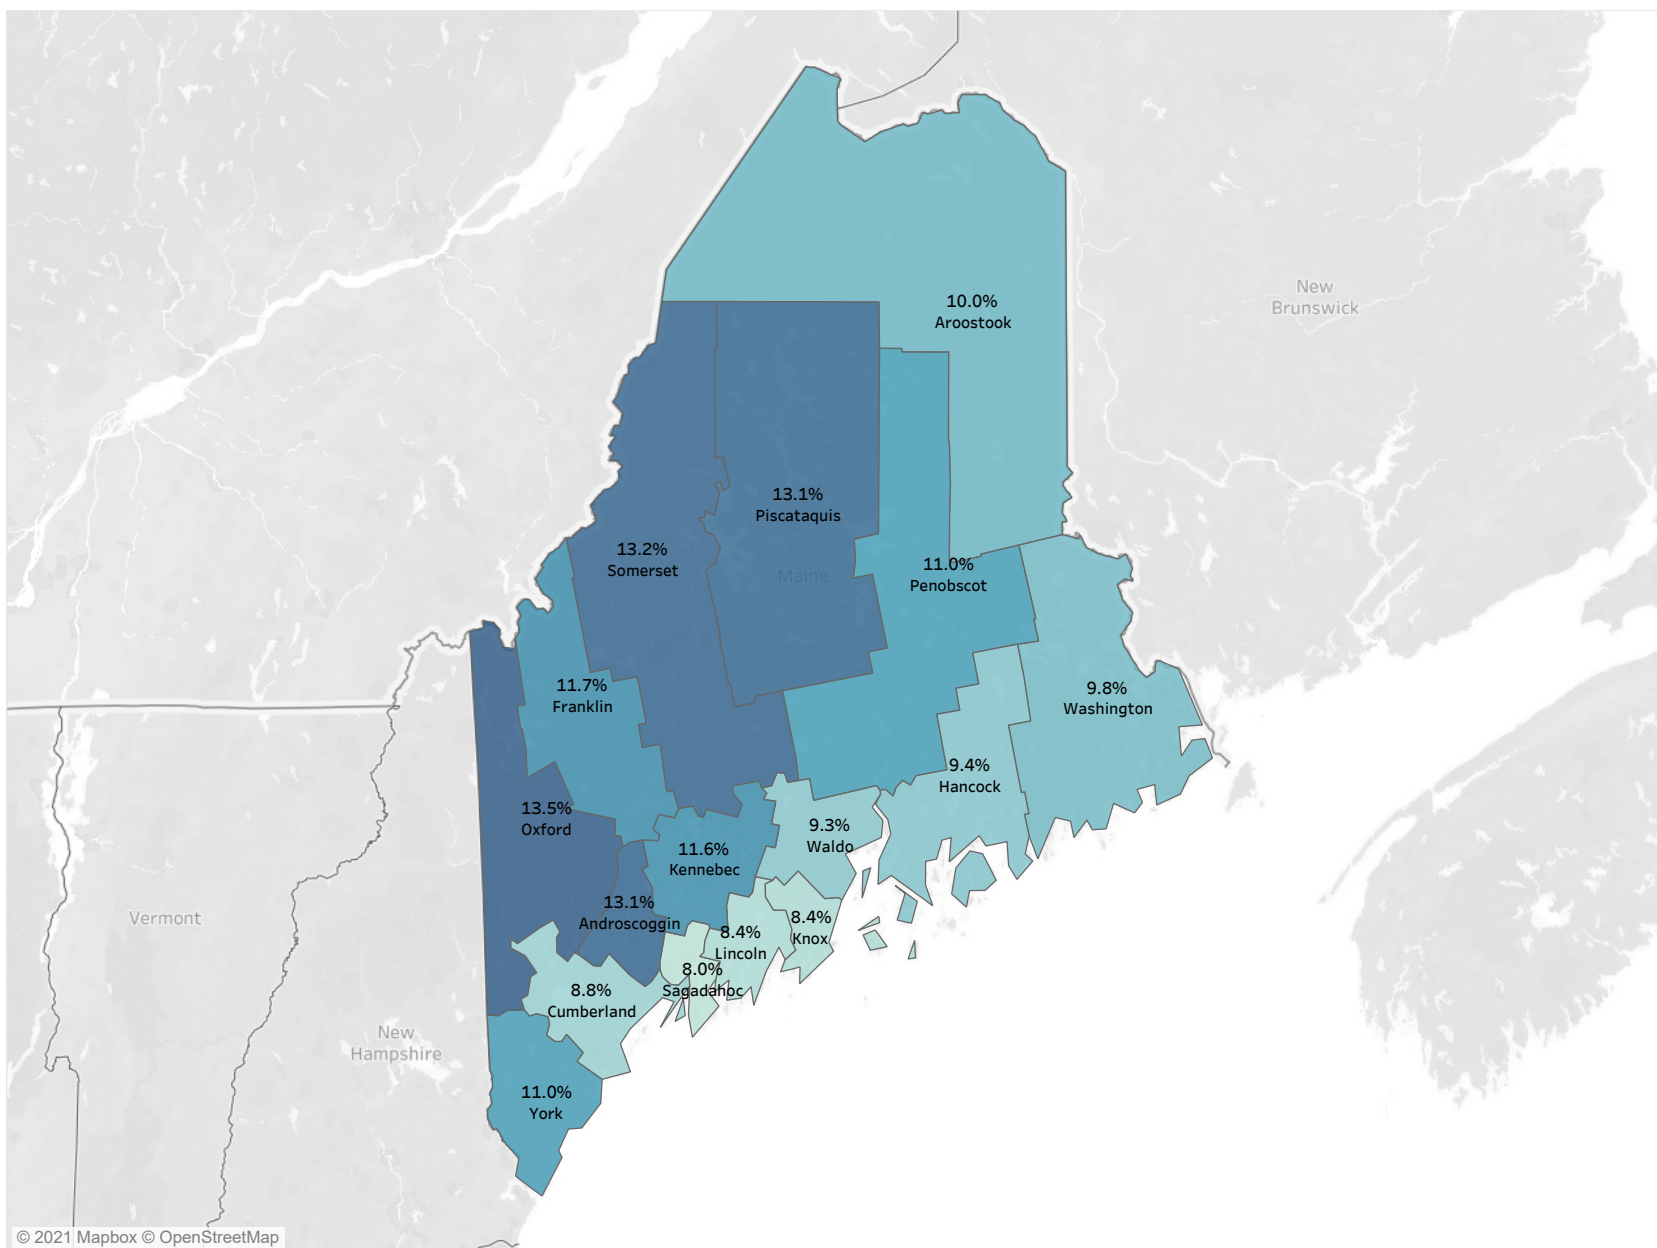 New
Brunswick
10.0%
Aroostook
13.1%
Piscataquis
13.2%
Somerset
Maine
11.0%
Penobscot
11.7%
Franklin
9.8%
Washington
9.4%
Hancock
13.5%
Oxford
9.3%
Waldo
11.6%
Kennebec
13.1%
Androscoggin
Vermont
8.4%
Knox
8.4%
Lincoln
8.0%
Sagadahoc
8.8%
Cumberland
New
Hampshire
11.0%
York
© 2021 Mapbox © OpenStreetMap